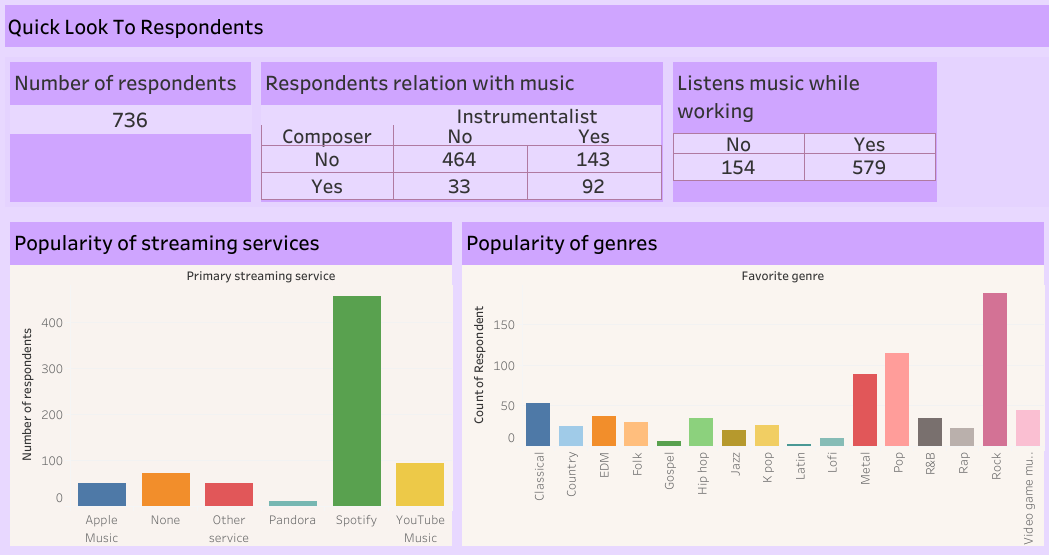 Quick Look To Respondents
Number of respondents
736
Respondents relation with music
Instrumentalist
Composer No Yes
No 464 143
Yes 33 92
Listens music while
working
No Yes
154 579
Popularity of streaming services
Primary streaming service
Number of respondents
400
300
200
100
0
Apple
Music
None
Other
service
Pandora
Spotify
YouTube
Music
Popularity of genres
Favorite genre
Count of Respondent
150
100
50
0
Classical
Country
EDM
Folk
Gospel
Hip hop
Jazz
K pop
Latin
Lofi
Metal
Pop
R&B
Rap
Rock
Video game mu..